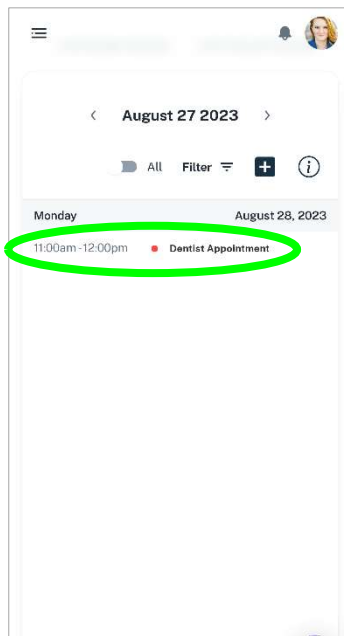 August 27 2023
All Filter
Monday August 28, 2023
11:00am-12:00pm Dentist Appointment